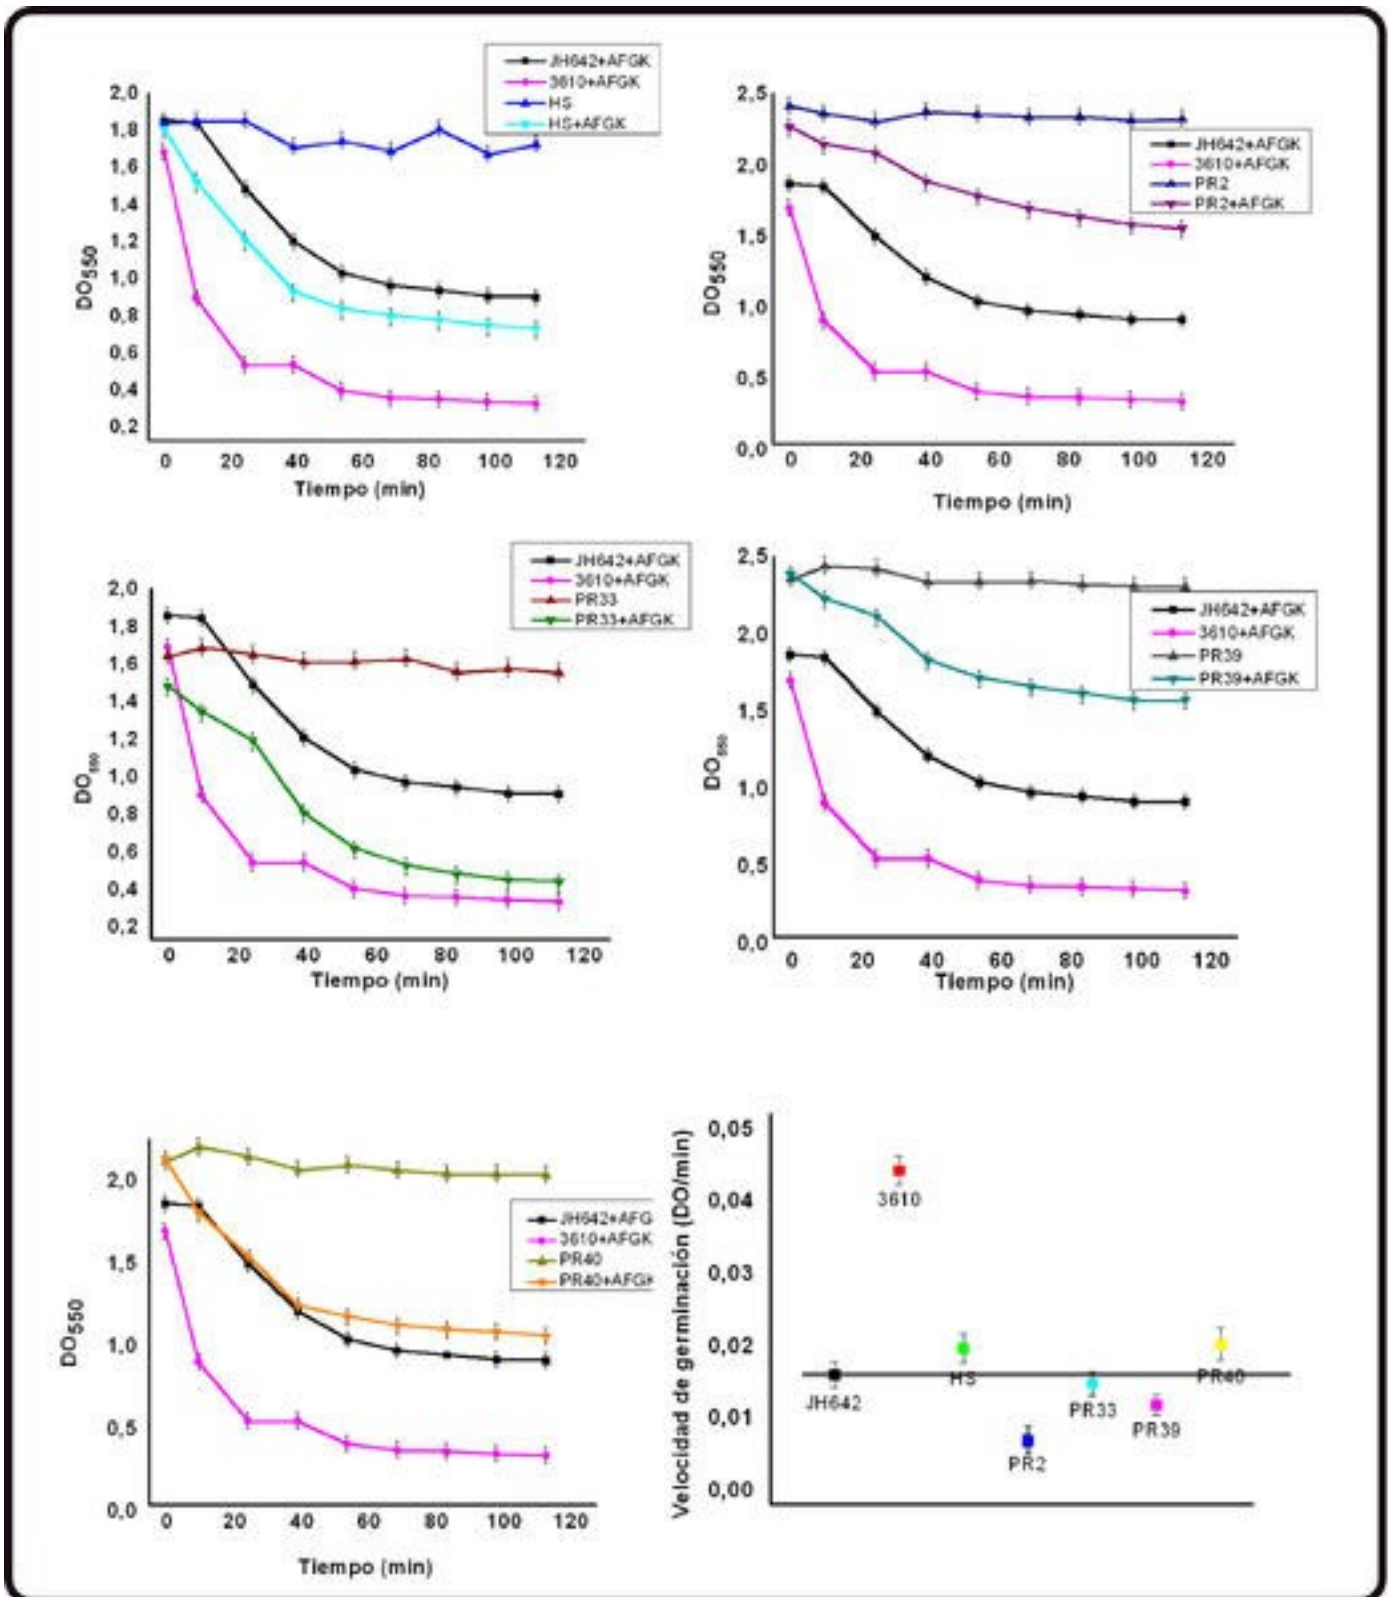 JH642+AFGK
3610+AFGK
HS
HS+AFGK
2,0
1,8
1,6
1,4
1,2
1,0
0,8
0,6
0,4
0,2
DO550
0 20 40 60 80 100 120
Tiempo (min)
2,5
2,0
1,5
1,0
0,5
0,0
DO550
JH642+AFGK
3610+AFGK
PR2
PR2+AFGK
0 20 40 60 80 100 120
Tiempo (min)
JH642+AFGK
3610+AFGK
PR33
PR33+AFGK
2,0
1,8
1,6
1,4
1,2
1,0
0,8
0,6
0,4
0,2
DO550
0 20 40 60 80 100 120
Tiempo (min)
2,5
2,0
1,5
1,0
0,5
0,0
DO550
JH642+AFGK
3610+AFGK
PR39
PR39+AFGK
0 20 40 60 80 100 120
Tiempo (min)
2,0
1,5
1,0
0,5
0,0
DO550
JH642+AFG
3610+AFGK
PR40
PR40+AFGK
0 20 40 60 80 100 120
Tiempo (min)
Velocidad de germinación (DO/min)
0,05
0,04
0,03
0,02
0,01
0,00
3610
JH642
HS
PR2
PR33
PR39
PR40